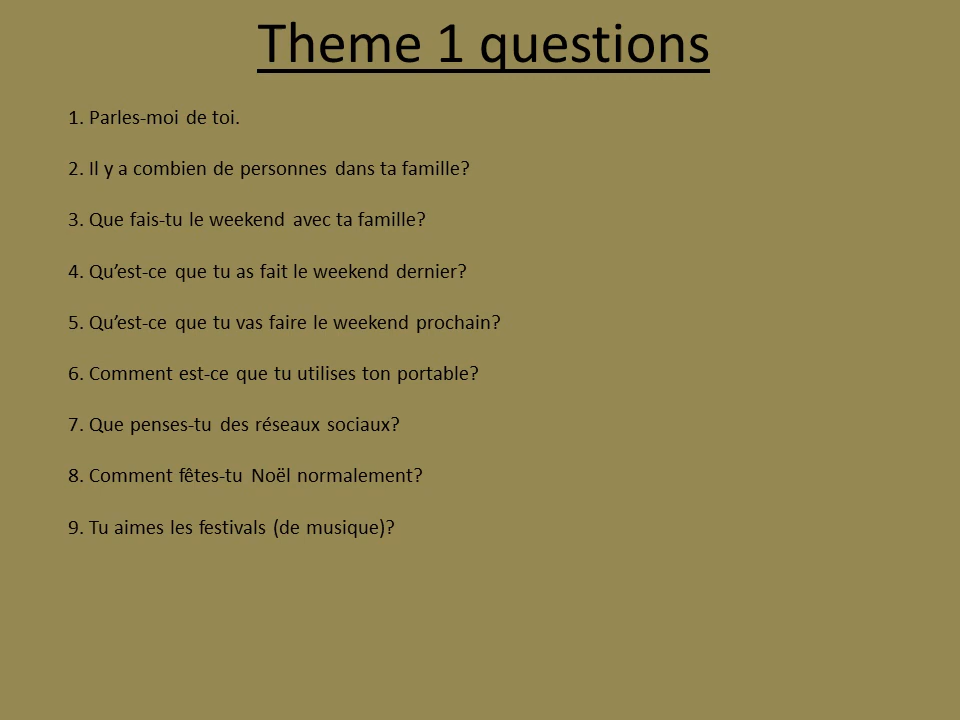 Theme 1 questions
1. Parles-moi de toi.
2. Il y a combien de personnes dans ta famille?
3. Que fais-tu le weekend avec ta famille?
4. Qu’est-ce que tu as fait le weekend dernier?
5. Qu’est-ce que tu vas faire le weekend prochain?
6. Comment est-ce que tu utilises ton portable?
7. Que penses-tu des réseaux sociaux?
8. Comment fêtes-tu Noël normalement?
9. Tu aimes les festivals (de musique)?